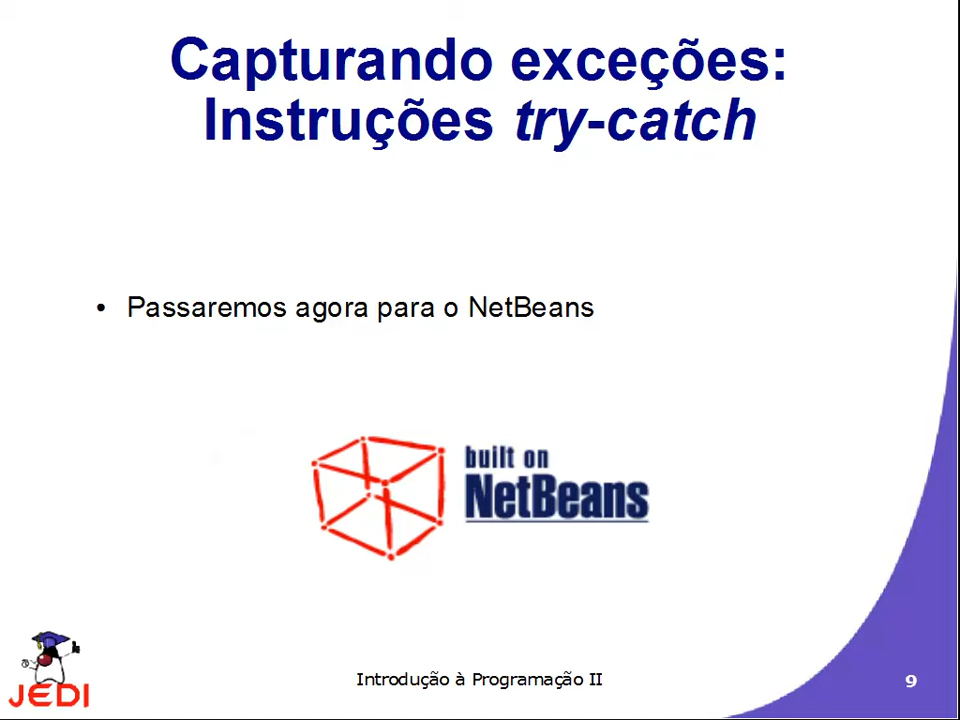 Capturando exceções:
Instruções try-catch
• Passaremos agora para o NetBeans
built on
NetBeans
JEDI
Introdução à Programação II
9